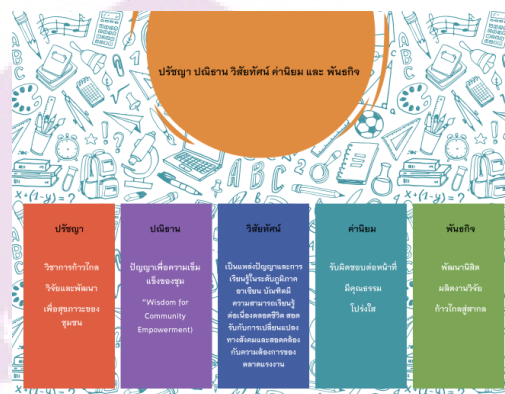 ปรัชญา ปณิธาน วิสัยทัศน์ ค่านิยม และ พันธกิจ
ปรัชญา
วิชาการก้าวไกล
วิจัยและพัฒนา
เพื่อสุขภาวะของ
ชุมชน
ปณิธาน
ปัญญาเพื่อความเข้ม
แข็งของชุม
"Wisdom for
Community
Empowerment)
วิสัยทัศน์
เป็นแหล่งปัญญาและการ
เรียนรู้ในระดับภูมิภาค
อาเซียน บัณฑิตมี
ความสามารถเรียนรู้
ต่อเนื่องตลอดชีวิต สอด
รับกับการเปลี่ยนแปลง
ทางสังคมและสอดคล้อง
กับความต้องการของ
ตลาดแรงงาน
ค่านิยม
รับผิดชอบต่อหน้าที่
มีคุณธรรม
โปร่งใส
พันธกิจ
พัฒนานิสิต
ผลิตงานวิจัย
ก้าวไกลสู่สากล